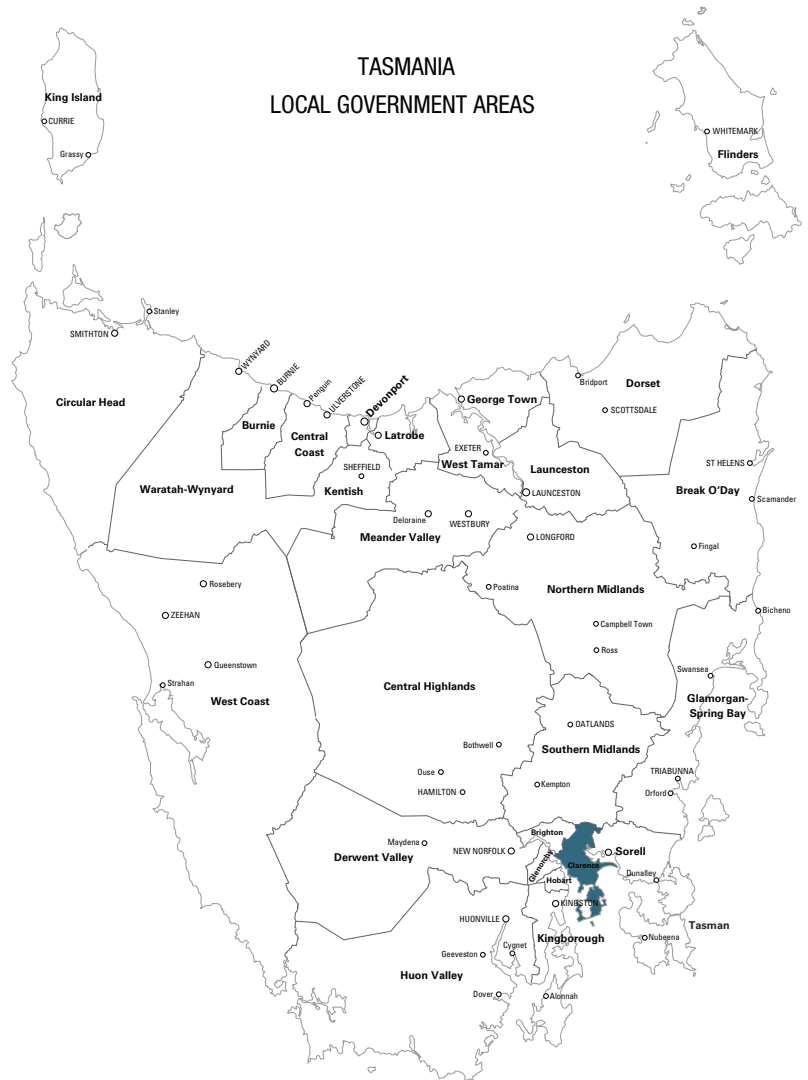 TASMANIA
LOCAL GOVERNMENT AREAS
King Island
CURRIE
Grassy
WHITEMARK
Flinders
Stanley
SMITHTON
WYNYARD
BURNIE
Penguin
ULVERSTONE
Devonport
Circular Head
Burnie
Central
Coast
Latrobe
George Town
Bridport
Dorset
SCOTTSDALE
EXETER
West Tamar
Launceston
LAUNCESTON
SHEFFIELD
Kentish
Waratah-Wynyard
ST HELENS
Break O'Day
Scamander
Deloraine
WESTBURY
Meander Valley
LONGFORD
Fingal
Rosebery
Poatina
Northern Midlands
ZEEHAN
Campbell Town
Bicheno
Ross
Queenstown
Strahan
West Coast
Central Highlands
Swansea
Glamorgan-
Spring Bay
OATLANDS
Bothwell
Southern Midlands
Ouse
HAMILTON
Kempton
TRIABUNNA
Orford
Brighton
Maydena
Derwent Valley
NEW NORFOLK
Glenorchy
Clarence
Sorell
Hobart
Dunalley
KINGSTON
HUONVILLE
Kingborough
Tasman
Nubeena
Geeveston
Cygnet
Huon Valley
Dover
Alonnah